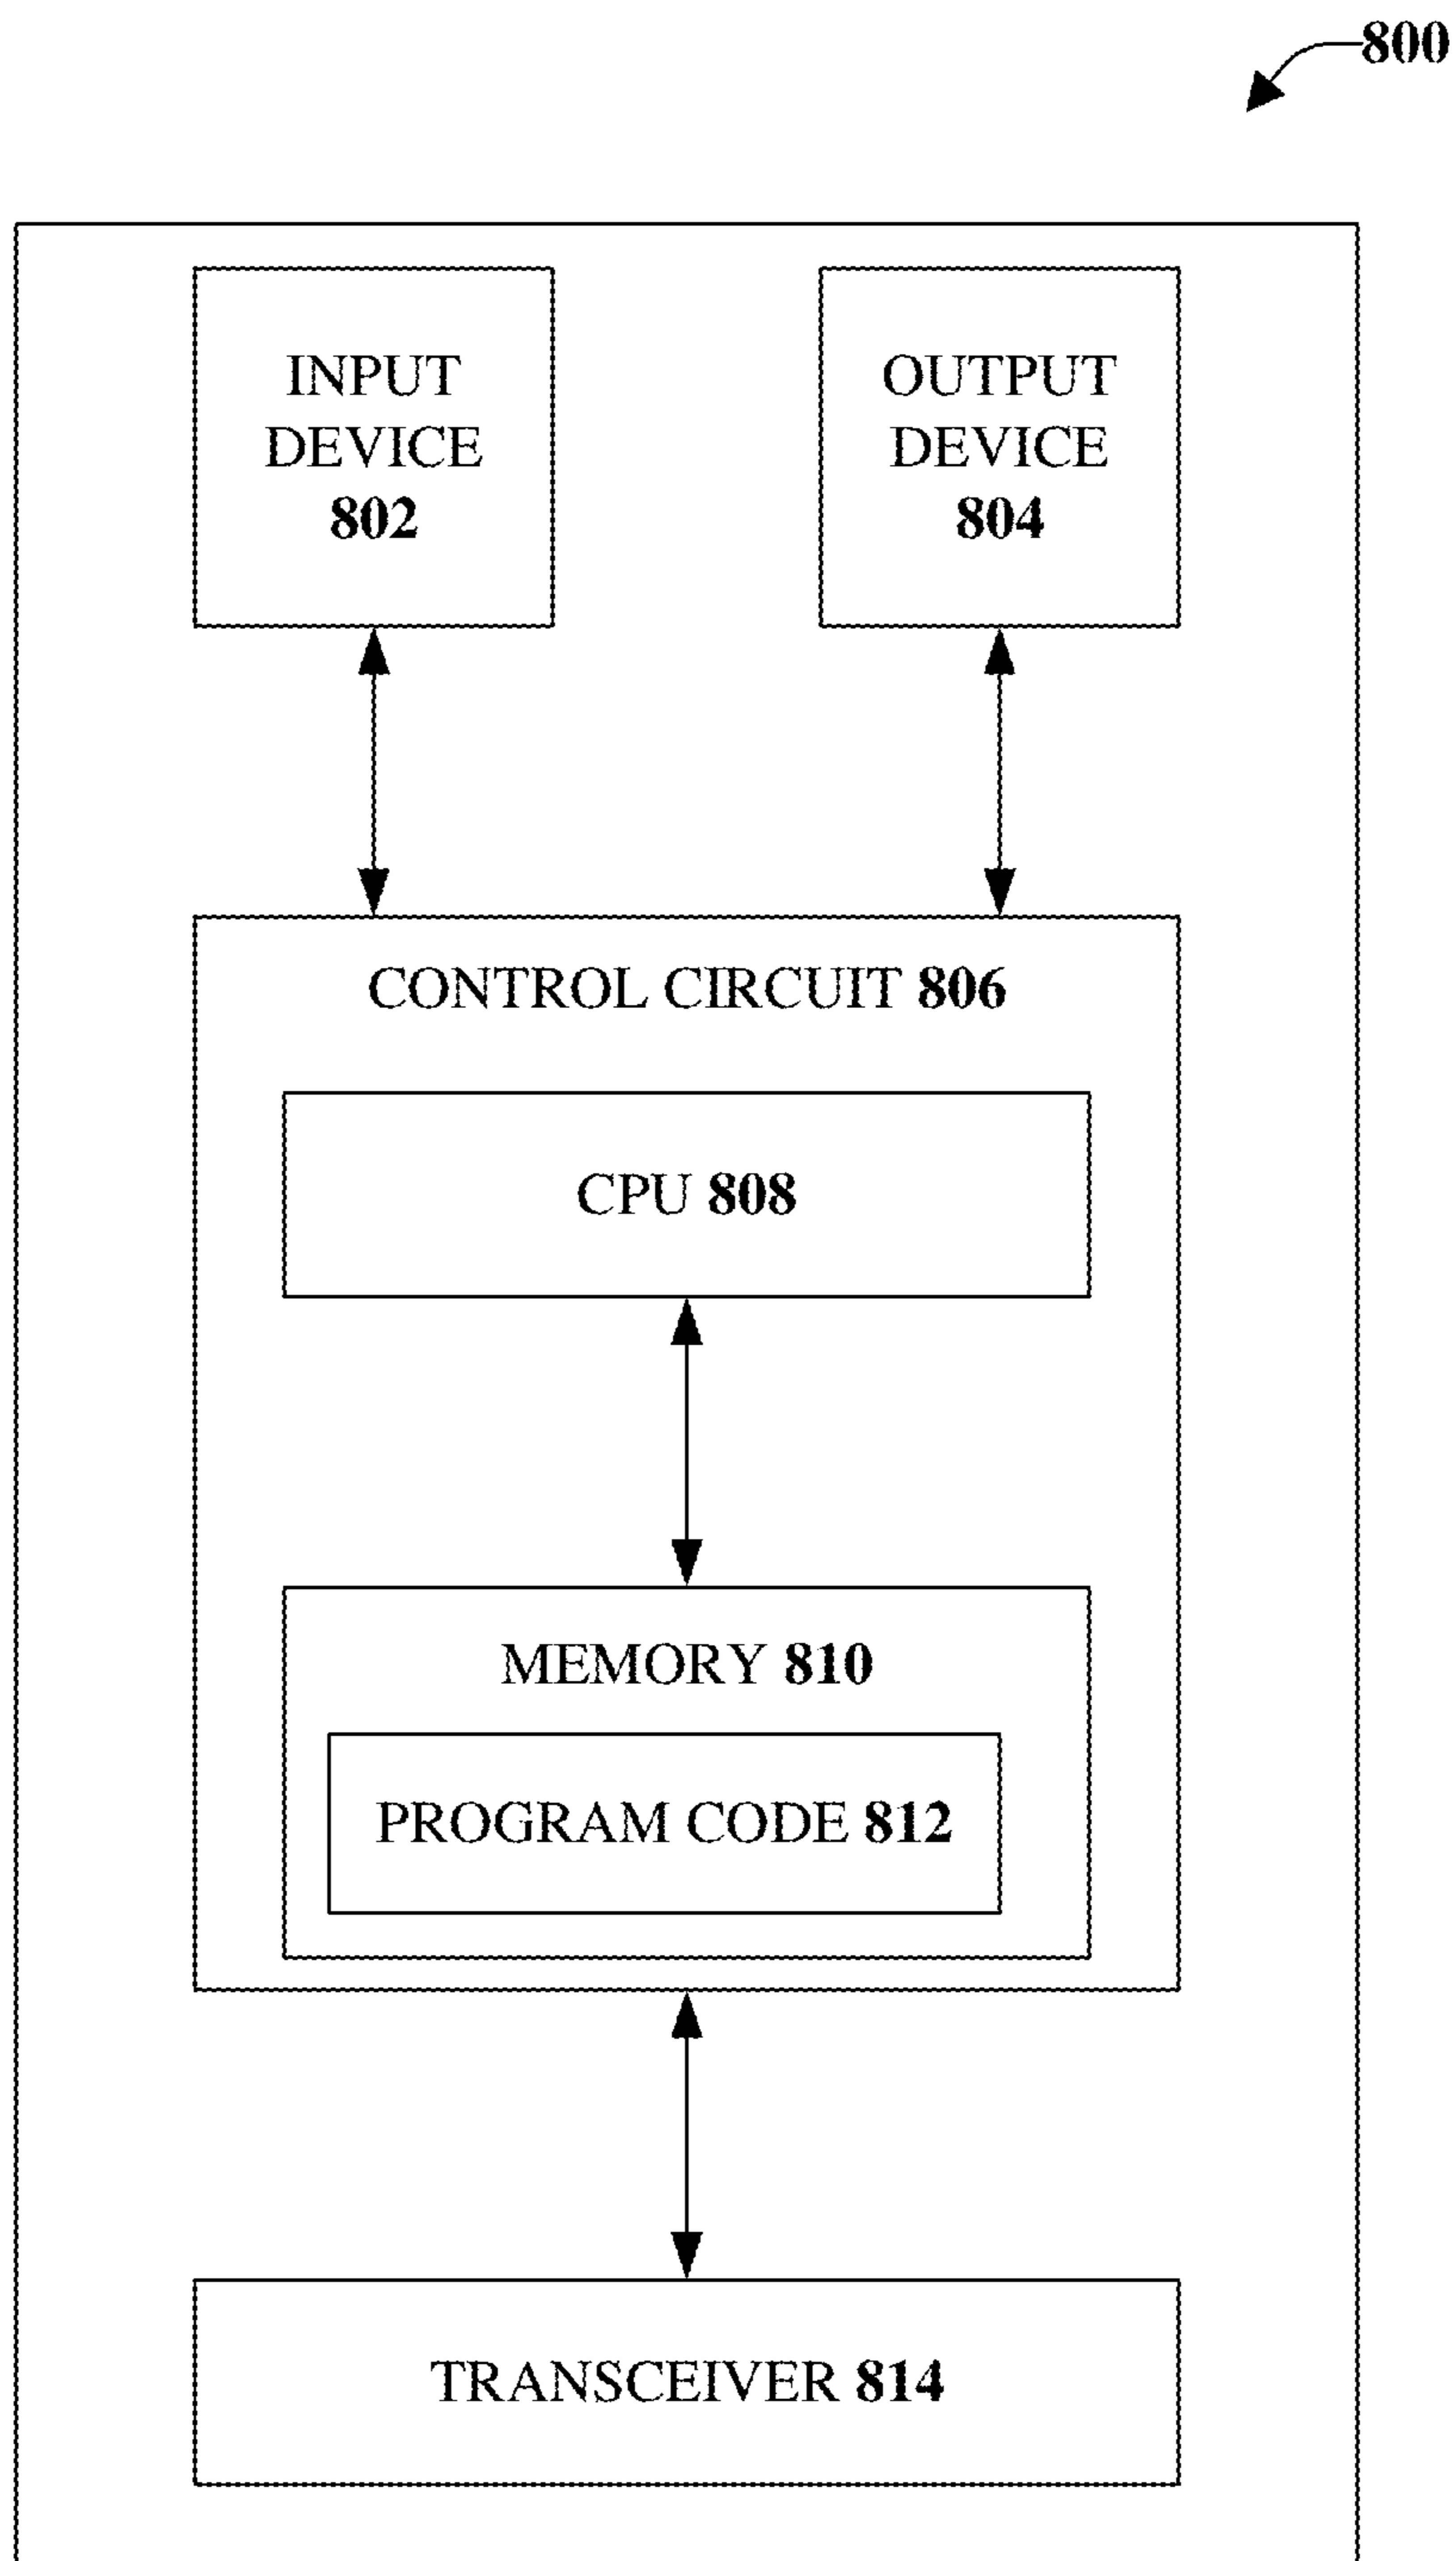 800
INPUT
DEVICE
802
OUTPUT
DEVICE
804
CONTROL CIRCUIT 806
CPU 808
MEMORY 810
PROGRAM CODE 812
TRANSCEIVER 814